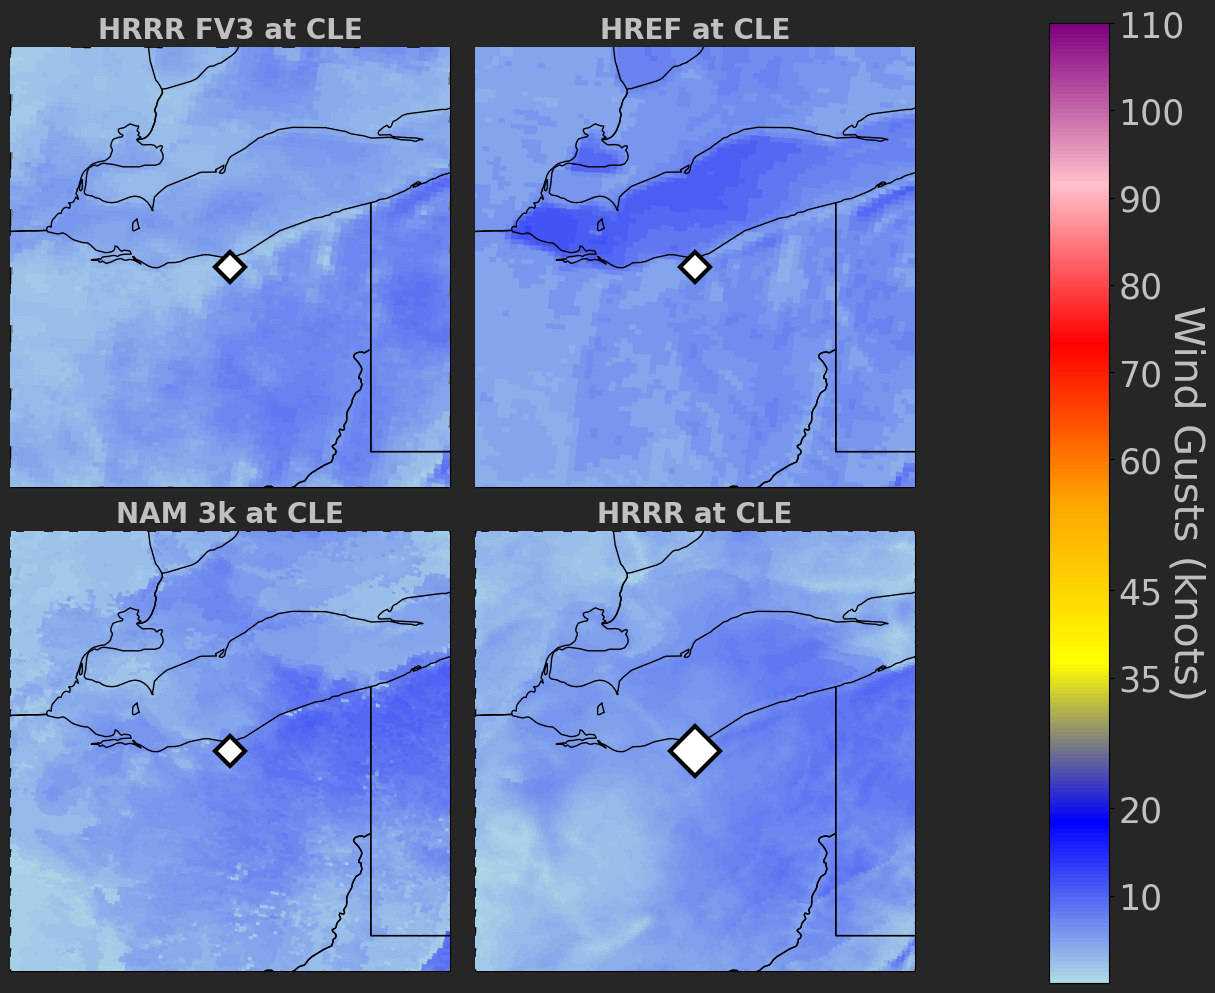 HRRR FV3 at CLE
HREF at CLE
NAM 3k at CLE
HRRR at CLE
110
100
90
80
70
60
45
35
20
10
Wind Gusts (knots)